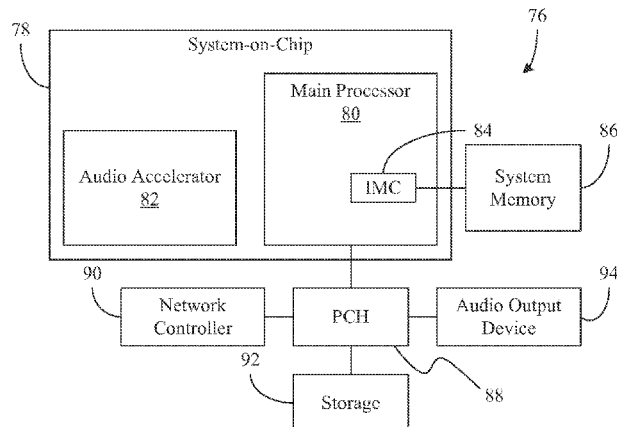 78
System-on-Chip
76
Main Processor
80
84
86
Audio Accelerator
82
IMC
System
Memory
90
Network
Controller
PCH
Audio Output
Device
94
92
Storage
88